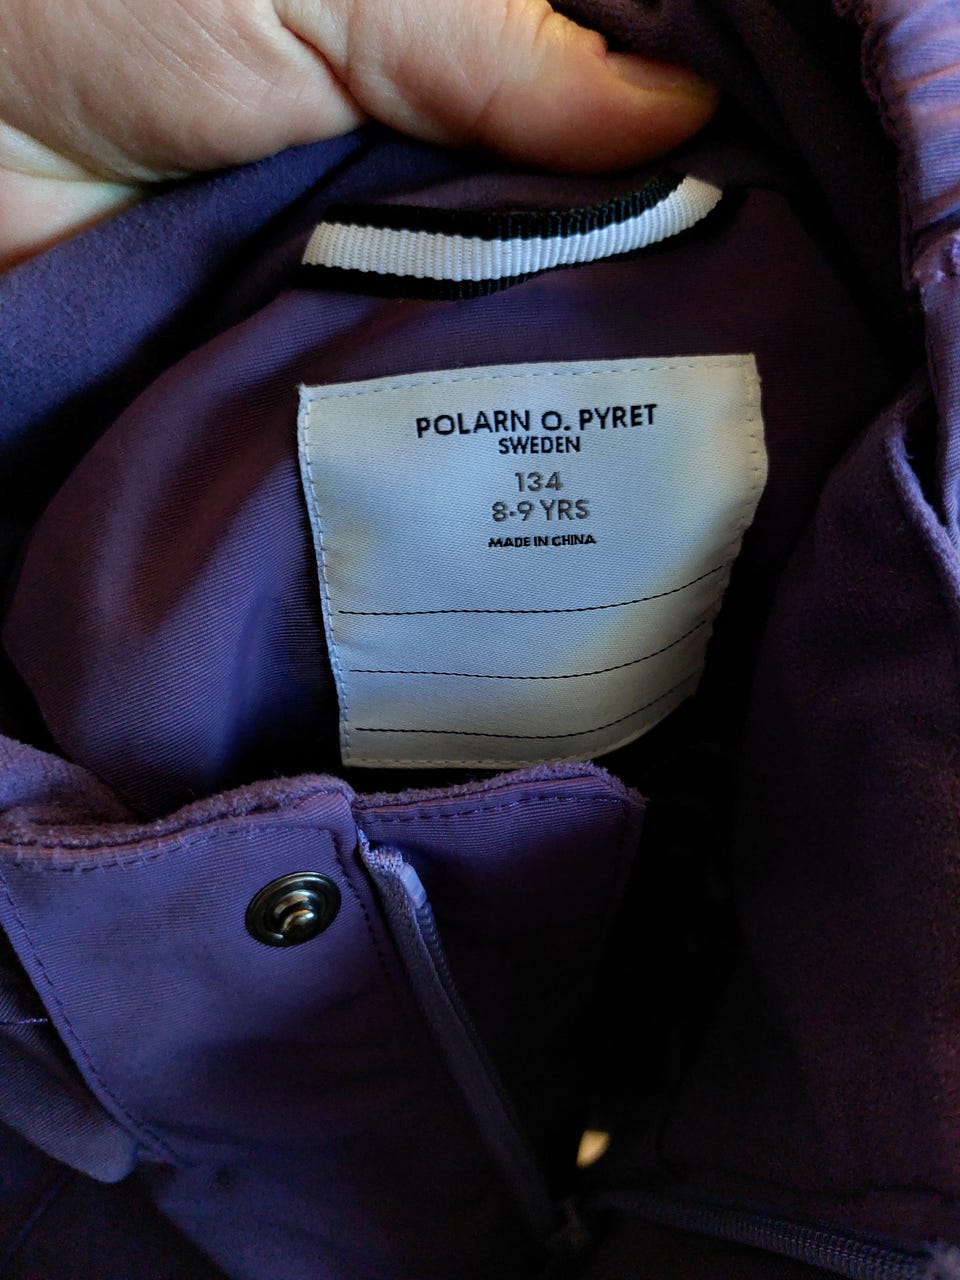 POLARN O. PYRET
SWEDEN
134
8-9 YRS
MADE IN CHINA